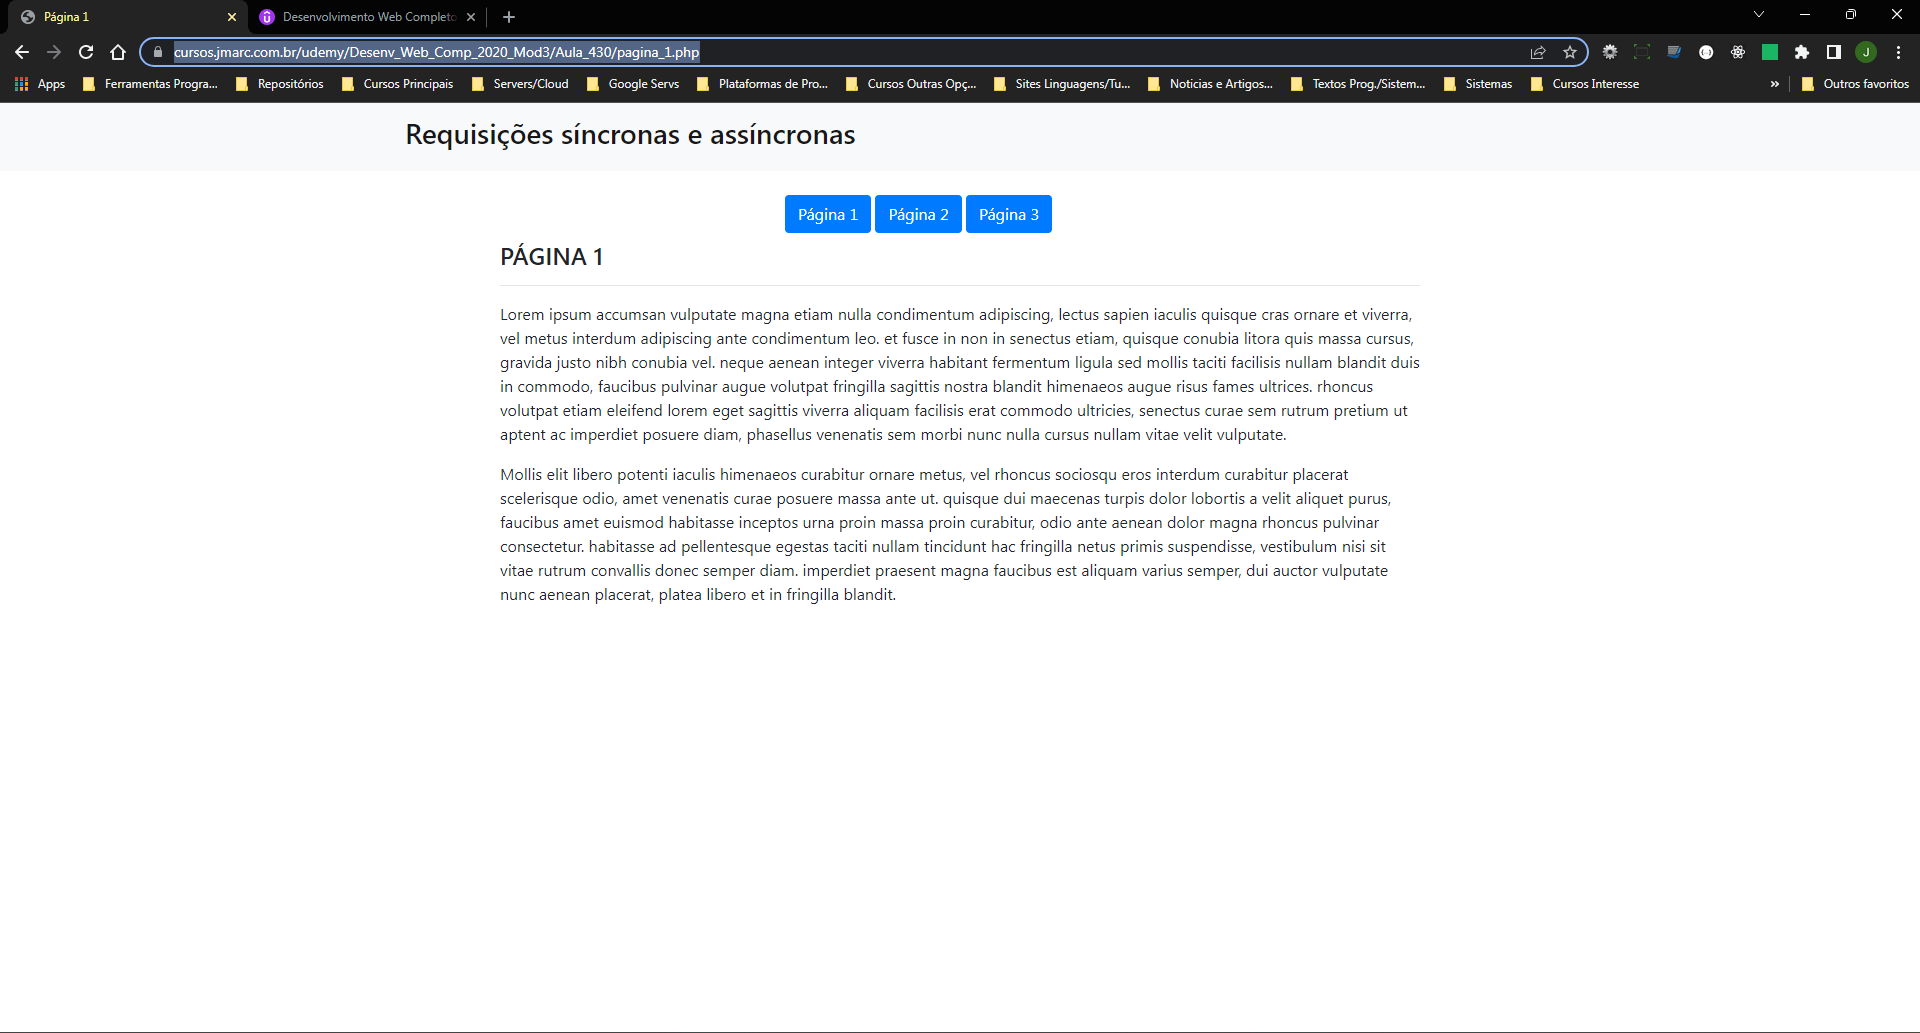 Página 1
Desenvolvimento Web Completo
cursos.jmarc.com.br/udemy/Desenv_Web_Comp_2020_Mod3/Aula_430/pagina_1.php
J
Apps Ferramentas Progra... Repositórios Cursos Principais Servers/Cloud Google Servs Plataformas de Pro... Cursos Outras Opç... Sites Linguagens/Tu... Noticias e Artigos... Textos Prog./Sistem... Sistemas Cursos Interesse » Outros favoritos
Requisições síncronas e assíncronas
Página 1 Página 2 Página 3
PÁGINA 1
Lorem ipsum accumsan vulputate magna etiam nulla condimentum adipiscing, lectus sapien iaculis quisque cras ornare et viverra,
vel metus interdum adipiscing ante condimentum leo. et fusce in non in senectus etiam, quisque conubia litora quis massa cursus,
gravida justo nibh conubia vel. neque aenean integer viverra habitant fermentum ligula sed mollis taciti facilisis nullam blandit duis
in commodo, faucibus pulvinar augue volutpat fringilla sagittis nostra blandit himenaeos augue risus fames ultrices. rhoncus
volutpat etiam eleifend lorem eget sagittis viverra aliquam facilisis erat commodo ultricies, senectus curae sem rutrum pretium ut
aptent ac imperdiet posuere diam, phasellus venenatis sem morbi nunc nulla cursus nullam vitae velit vulputate.
Mollis elit libero potenti iaculis himenaeos curabitur ornare metus, vel rhoncus sociosqu eros interdum curabitur placerat
scelerisque odio, amet venenatis curae posuere massa ante ut. quisque dui maecenas turpis dolor lobortis a velit aliquet purus,
faucibus amet euismod habitasse inceptos urna proin massa proin curabitur, odio ante aenean dolor magna rhoncus pulvinar
consectetur. habitasse ad pellentesque egestas taciti nullam tincidunt hac fringilla netus primis suspendisse, vestibulum nisi sit
vitae rutrum convallis donec semper diam. imperdiet praesent magna faucibus est aliquam varius semper, dui auctor vulputate
nunc aenean placerat, platea libero et in fringilla blandit.